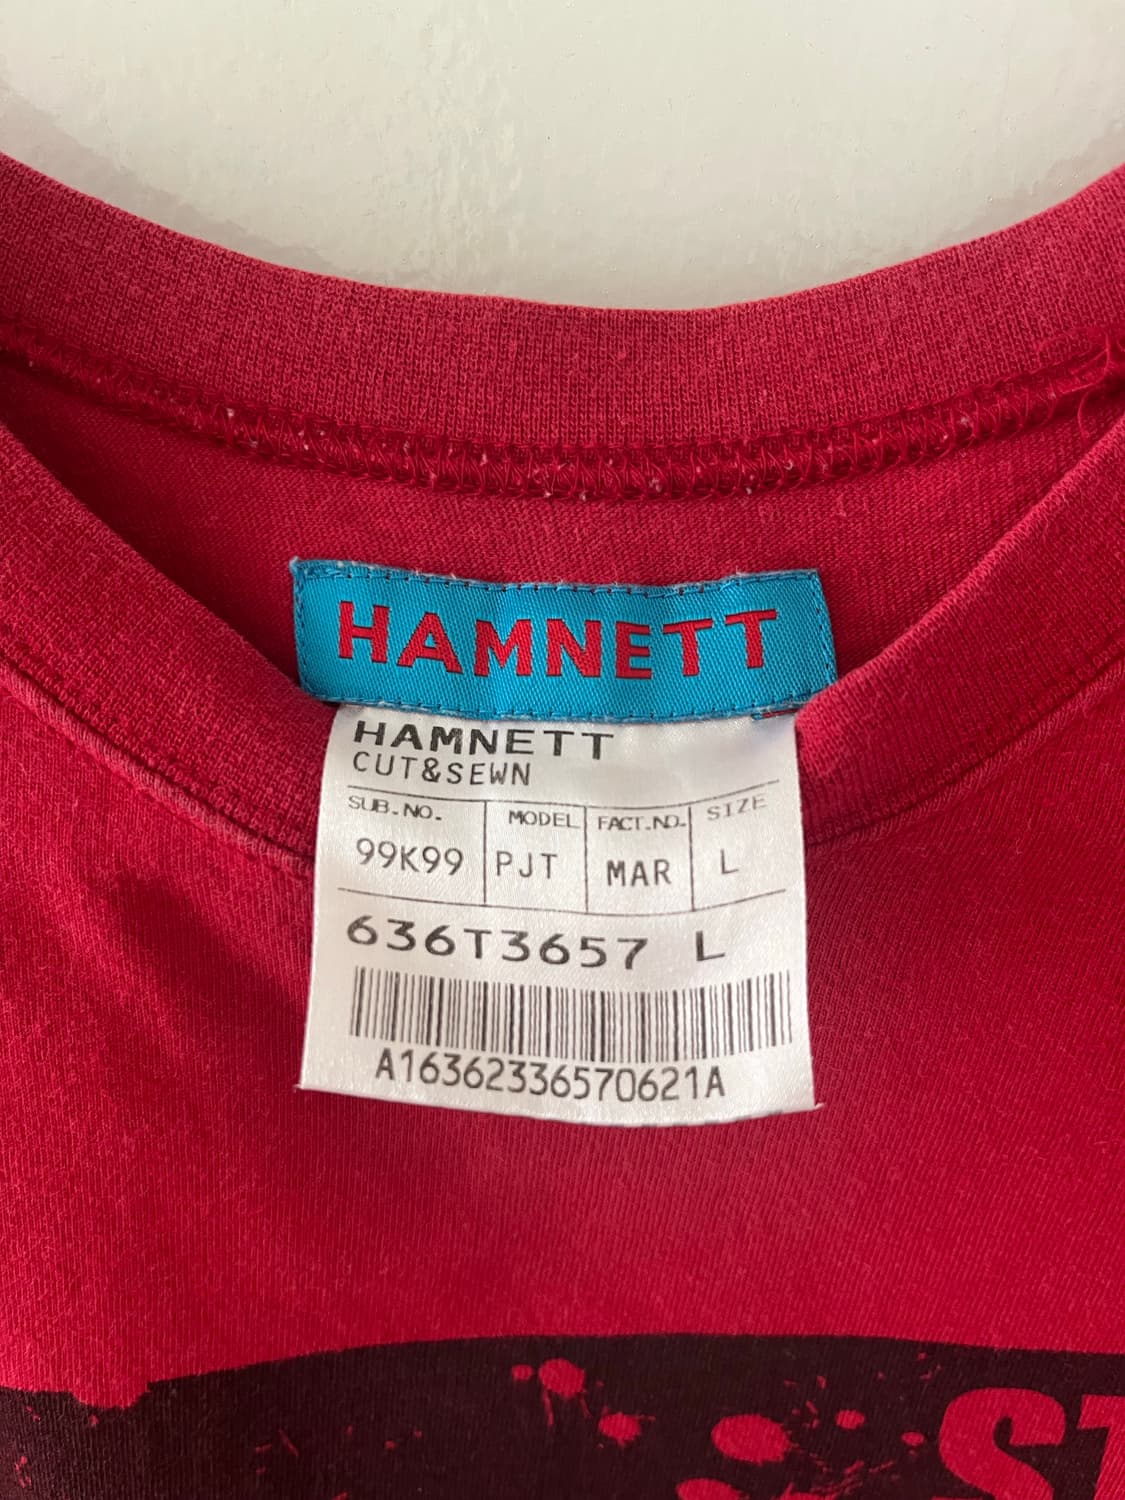 HAMNETT
HAMNETT
CUT&SEWN
SUB.NO. MODEL FACT.NO. SIZE
99K99 PJT MAR L
636T3657 L
A16362336570621A